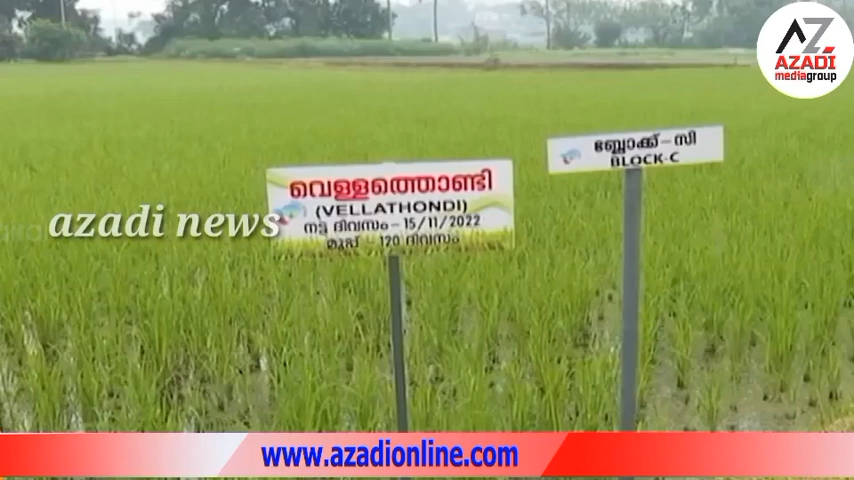 AZ
AZADI
mediagroup
ബ്ലോക്ക് - സി
BLOCK-C
വെള്ളത്തൊണ്ടി
(VELLATHONDI)
നട്ട ദിവസം - 15/11/2022
മൂപ്പ് - 120 ദിവസം
azadi news
www.azadionline.com